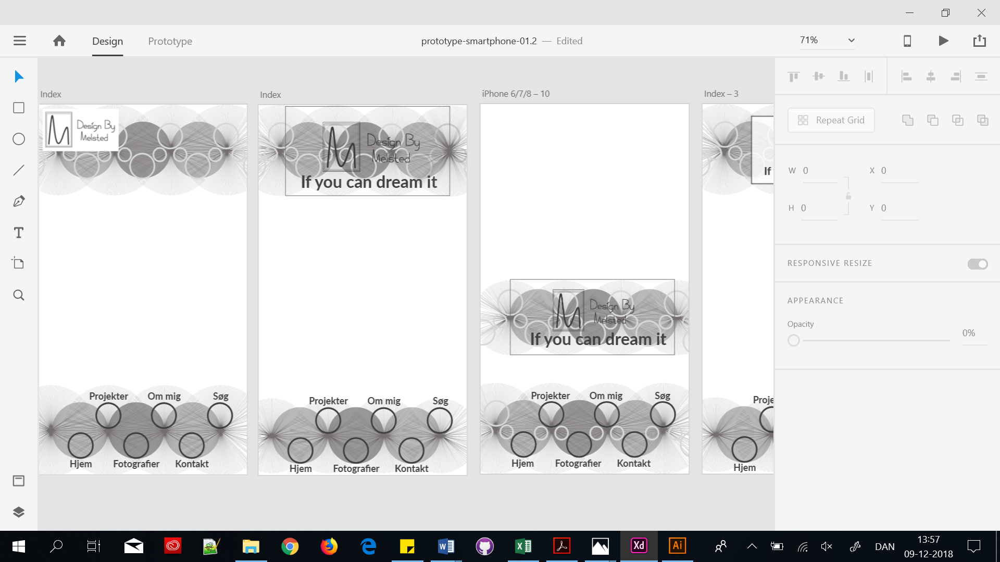 Design
Prototype
prototype-smartphone-01.2 — Edited
71%
Index
Index
iPhone 6/7/8 – 10
Index – 3
Design By
Melsted
Design By
Melsted
If you can dream it
If
Design By
Melsted
If you can dream it
Projekter
Om mig
Søg
Hjem
Fotografier
Kontakt
Projekter
Om mig
Søg
Hjem
Fotografier
Kontakt
Projekter
Om mig
Søg
Hjem
Fotografier
Kontakt
Proje
Hjem
Repeat Grid
W 0
X 0
H 0
Y 0
RESPONSIVE RESIZE
APPEARANCE
Opacity
0%
Xd
Ai
DAN
13:57
09-12-2018